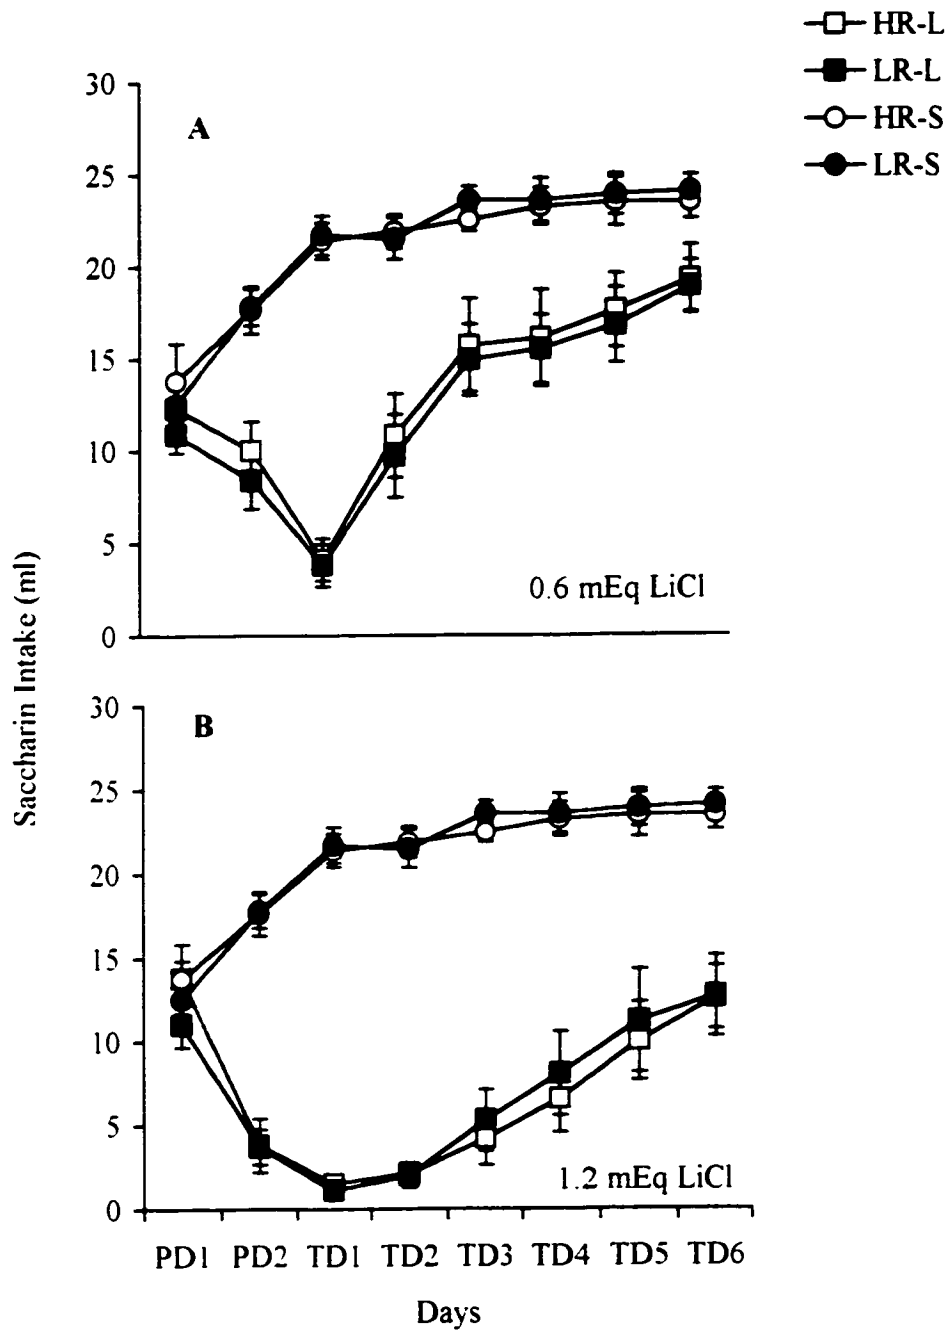 HR-L
LR-L
HR-S
LR-S
30
A
25
20
15
10
5
0
0.6 mEq LiCl
Saccharin Intake (ml)
30
B
25
20
15
10
5
0
1.2 mEq LiCl
PD1 PD2 TD1 TD2 TD3 TD4 TD5 TD6
Days